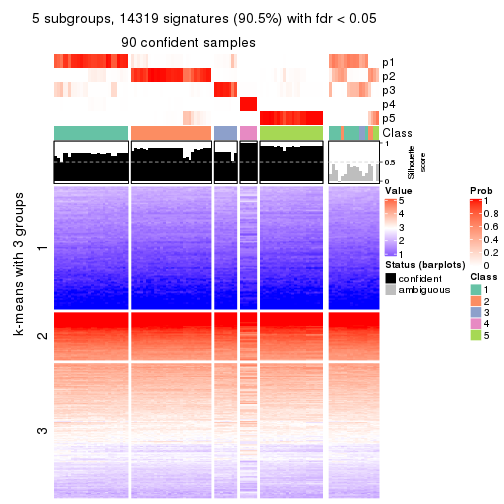 5 subgroups, 14319 signatures (90.5%) with fdr < 0.05
90 confident samples
p1
p2
p3
p4
p5
Class
1
0.5
0
Silhouette
score
k-means with 3 groups
1
2
3
Value
5
4
3
2
1
Status (barplots)
confident
ambiguous
Prob
1
0.8
0.6
0.4
0.2
0
Class
1
2
3
4
5